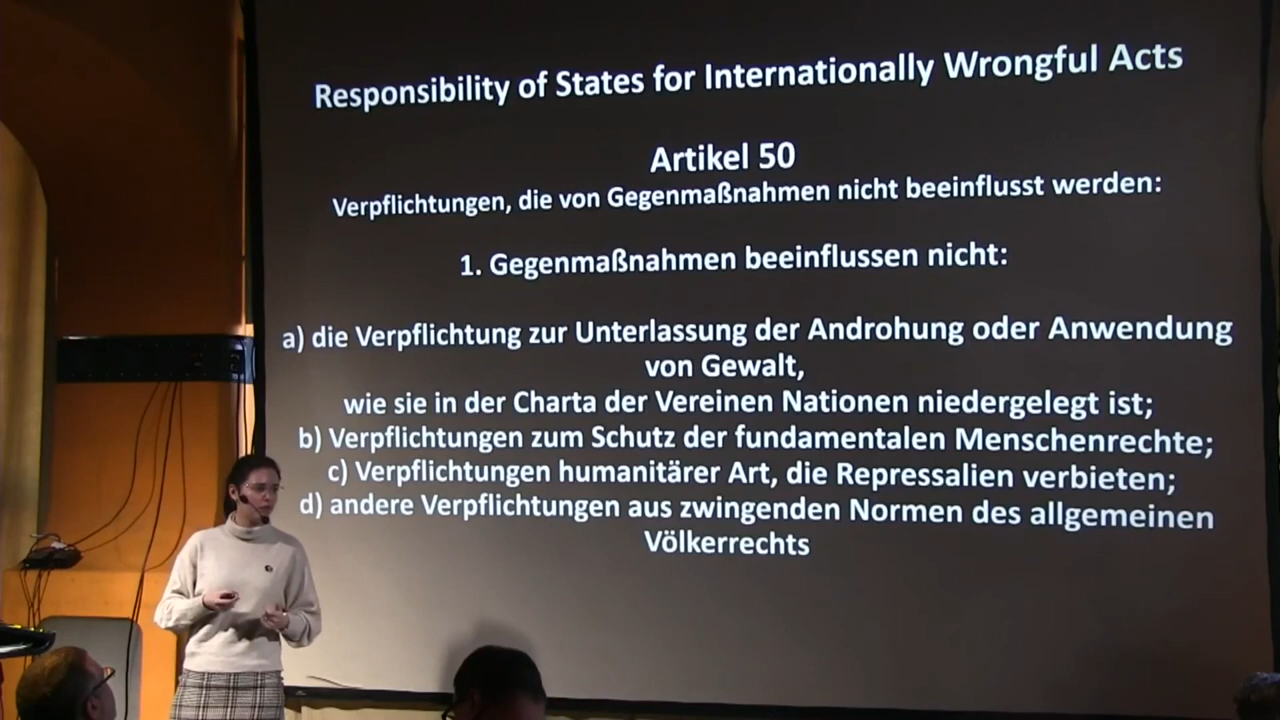 Responsibility of States for Internationally Wrongful Acts
Artikel 50
Verpflichtungen, die von Gegenmaßnahmen nicht beeinflusst werden:
1. Gegenmaßnahmen beeinflussen nicht:
a) die Verpflichtung zur Unterlassung der Androhung oder Anwendung
von Gewalt,
wie sie in der Charta der Vereinen Nationen niedergelegt ist;
b) Verpflichtungen zum Schutz der fundamentalen Menschenrechte;
c) Verpflichtungen humanitärer Art, die Repressalien verbieten;
d) andere Verpflichtungen aus zwingenden Normen des allgemeinen
Völkerrechts